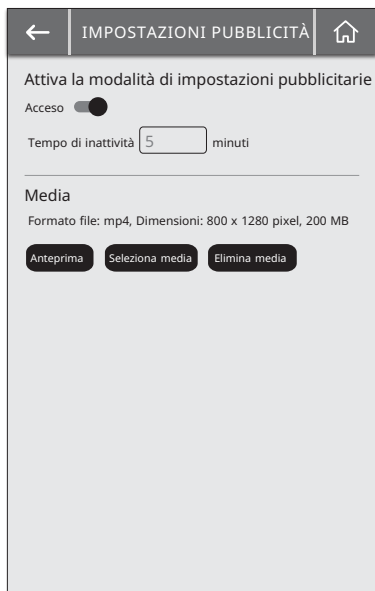 IMPOSTAZIONI PUBBLICITÀ
Attiva la modalità di impostazioni pubblicitarie
Acceso
Tempo di inattività 5 minuti
Media
Formato file: mp4, Dimensioni: 800 x 1280 pixel, 200 MB
Anteprima Seleziona media Elimina media